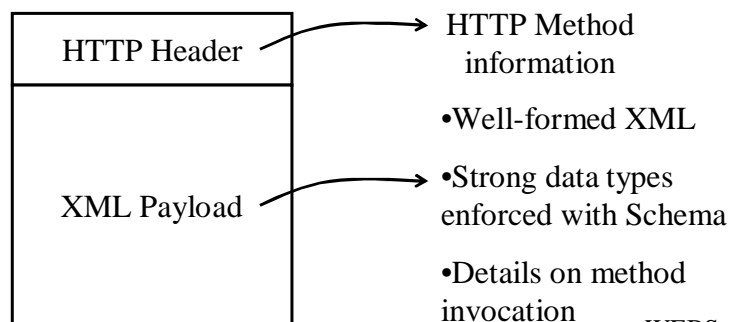 HTTP Header
HTTP Method
information
•Well-formed XML
XML Payload
•Strong data types
enforced with Schema
•Details on method
invocation